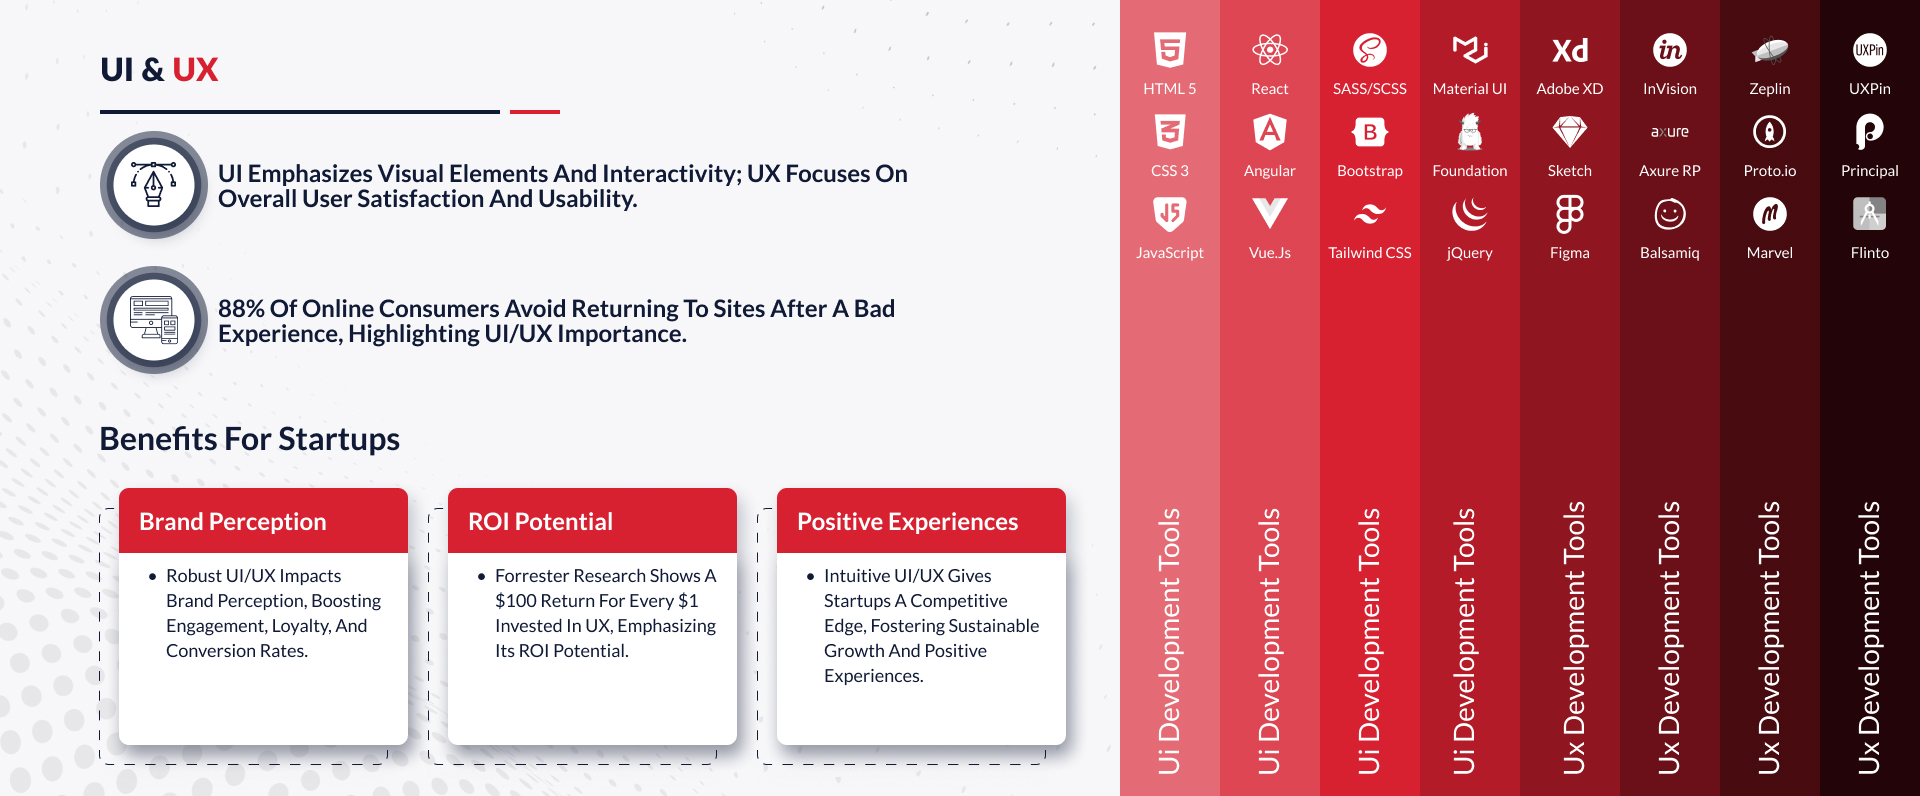 UI & UX
UI Emphasizes Visual Elements And Interactivity; UX Focuses On
Overall User Satisfaction And Usability.
88% Of Online Consumers Avoid Returning To Sites After A Bad
Experience, Highlighting UI/UX Importance.
Benefits For Startups
Brand Perception
• Robust UI/UX Impacts
Brand Perception, Boosting
Engagement, Loyalty, And
Conversion Rates.
ROI Potential
• Forrester Research Shows A
$100 Return For Every $1
Invested In UX, Emphasizing
Its ROI Potential.
Positive Experiences
• Intuitive UI/UX Gives
Startups A Competitive
Edge, Fostering Sustainable
Growth And Positive
Experiences.
5
HTML 5
3
CSS 3
JS
JavaScript
Ui Development Tools
React
A
Angular
Vue.Js
Ui Development Tools
SASS/SCSS
B
Bootstrap
Tailwind CSS
Ui Development Tools
Material UI
Foundation
jQuery
Ui Development Tools
Xd
Adobe XD
Sketch
Figma
Ux Development Tools
in
InVision
axure
Axure RP
Balsamiq
Ux Development Tools
Zeplin
Proto.io
Marvel
Ux Development Tools
UXPin
UXPin
Principal
Flinto
Ux Development Tools